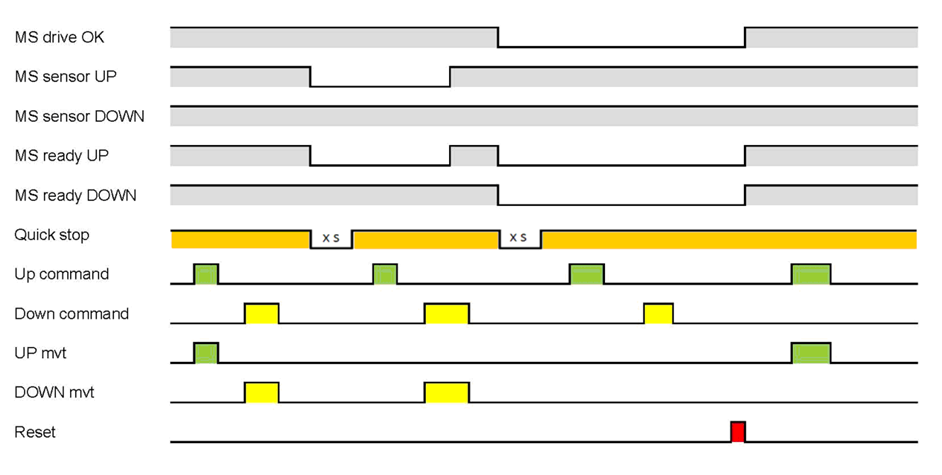 MS drive OK
MS sensor UP
MS sensor DOWN
MS ready UP
MS ready DOWN
Quick stop
x s
x s
Up command
Down command
UP mvt
DOWN mvt
Reset